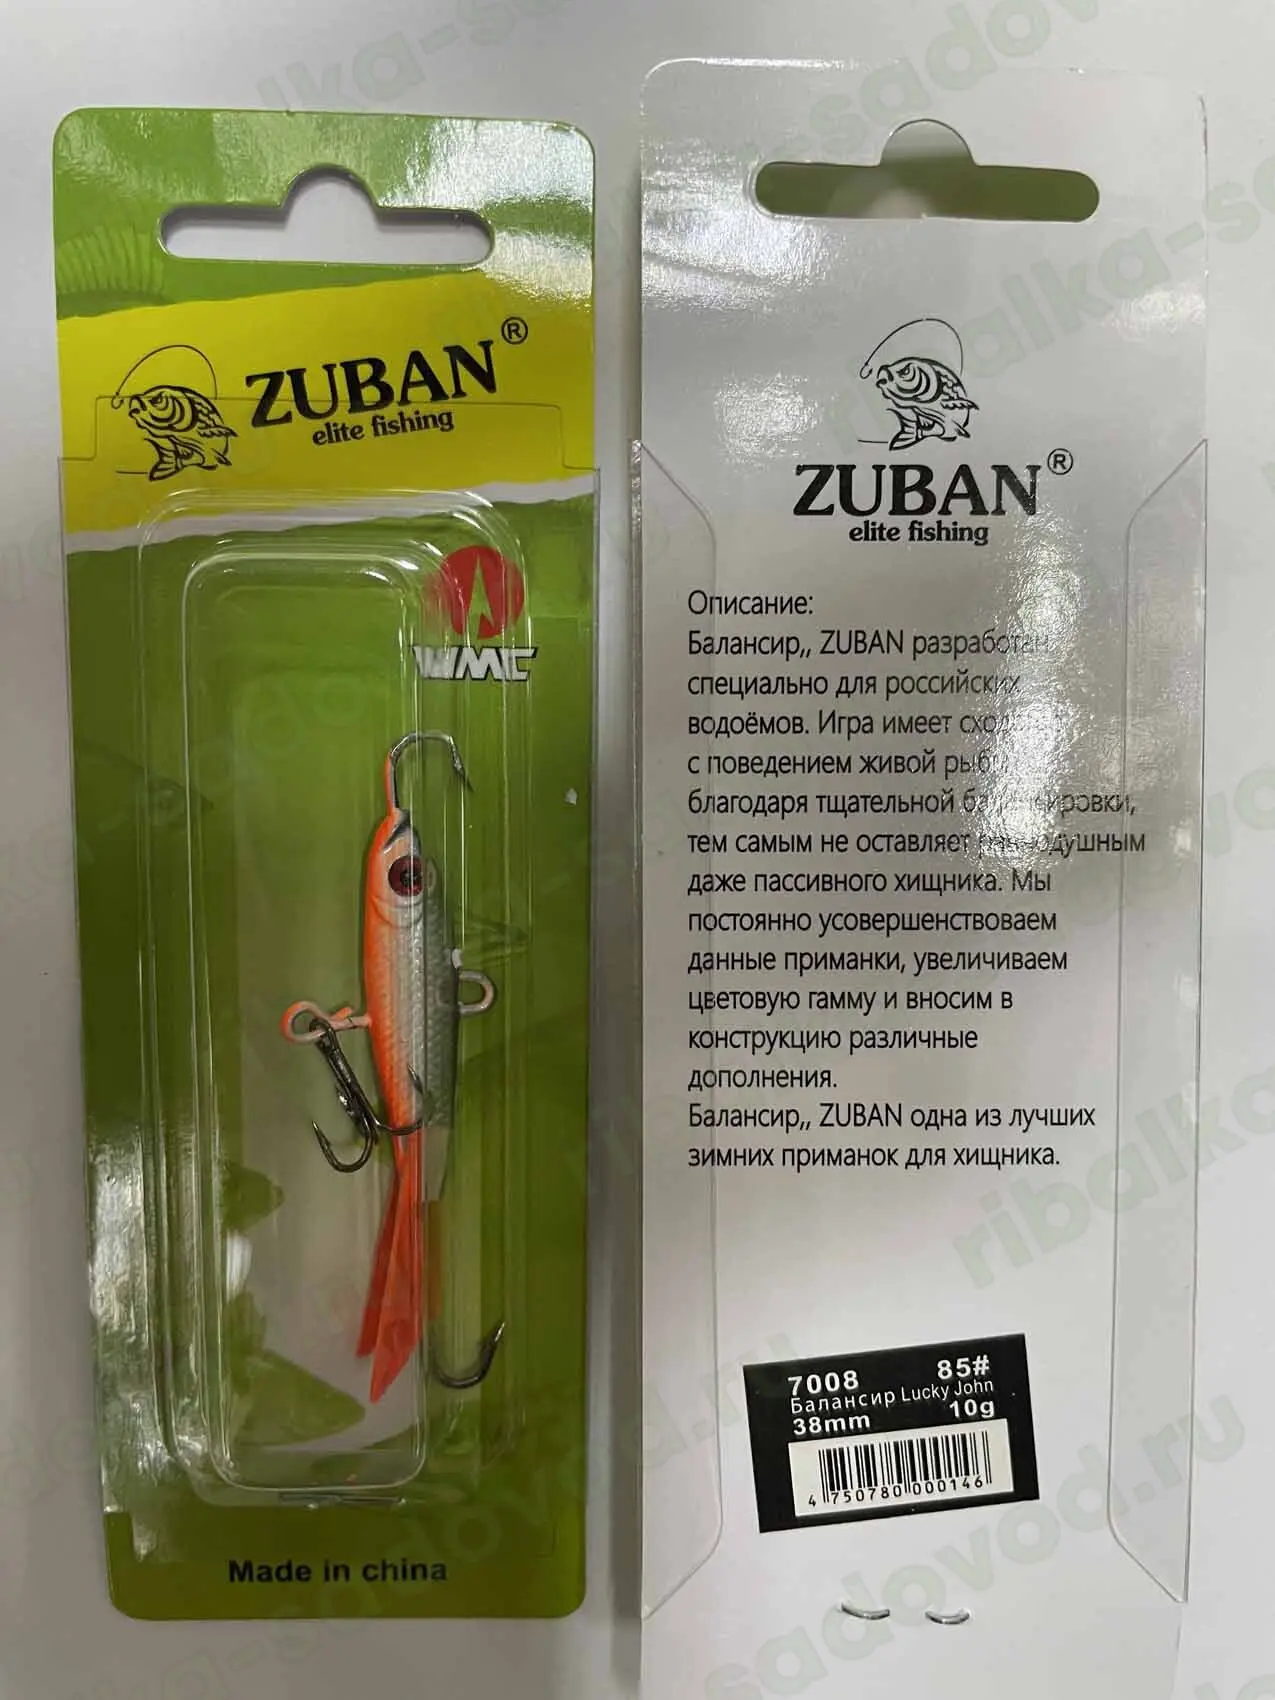 ZUBAN®
elite fishing
WMC
Made in china
ZUBAN®
elite fishing
Описание:
Балансир,, ZUBAN разработан
специально для российских
водоёмов. Игра имеет
с поведением живой рыбы
благодаря тщательной балансировки,
тем самым не оставляет равнодушным
даже пассивного хищника. Мы
постоянно усовершенствоваем
данные приманки, увеличиваем
цветовую гамму и вносим в
конструкцию различные
дополнения.
Балансир,, ZUBAN одна из лучших
зимних приманок для хищника.
7008 85#
Балансир Lucky John
38mm 10g
4 750780 000146
ribalka-sadovod.ru